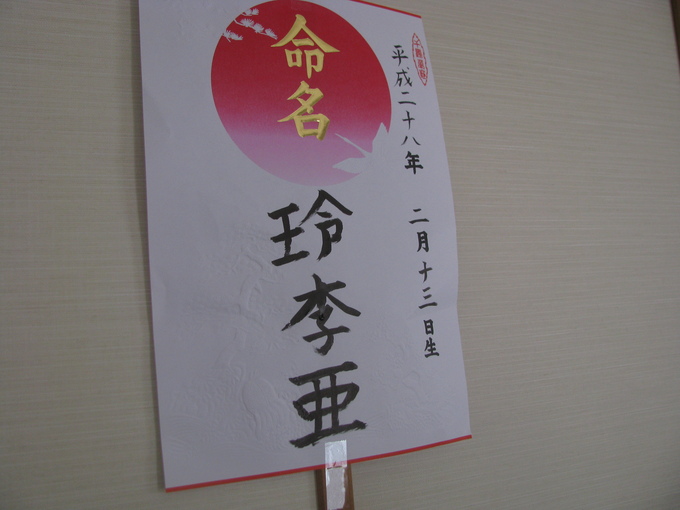 平成二十八年 二月十三日生
命名
玲李亜